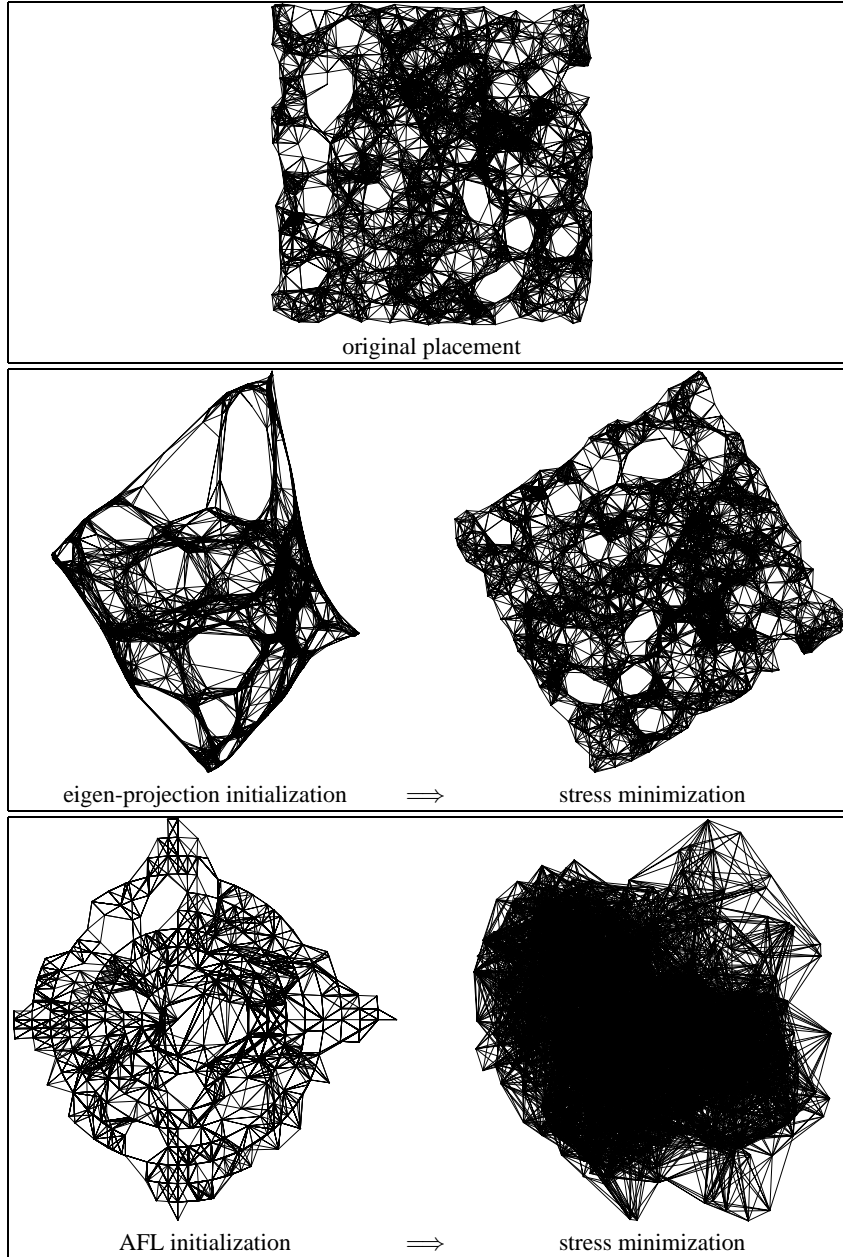 original placement
eigen-projection initialization ⟹ stress minimization
AFL initialization ⟹ stress minimization